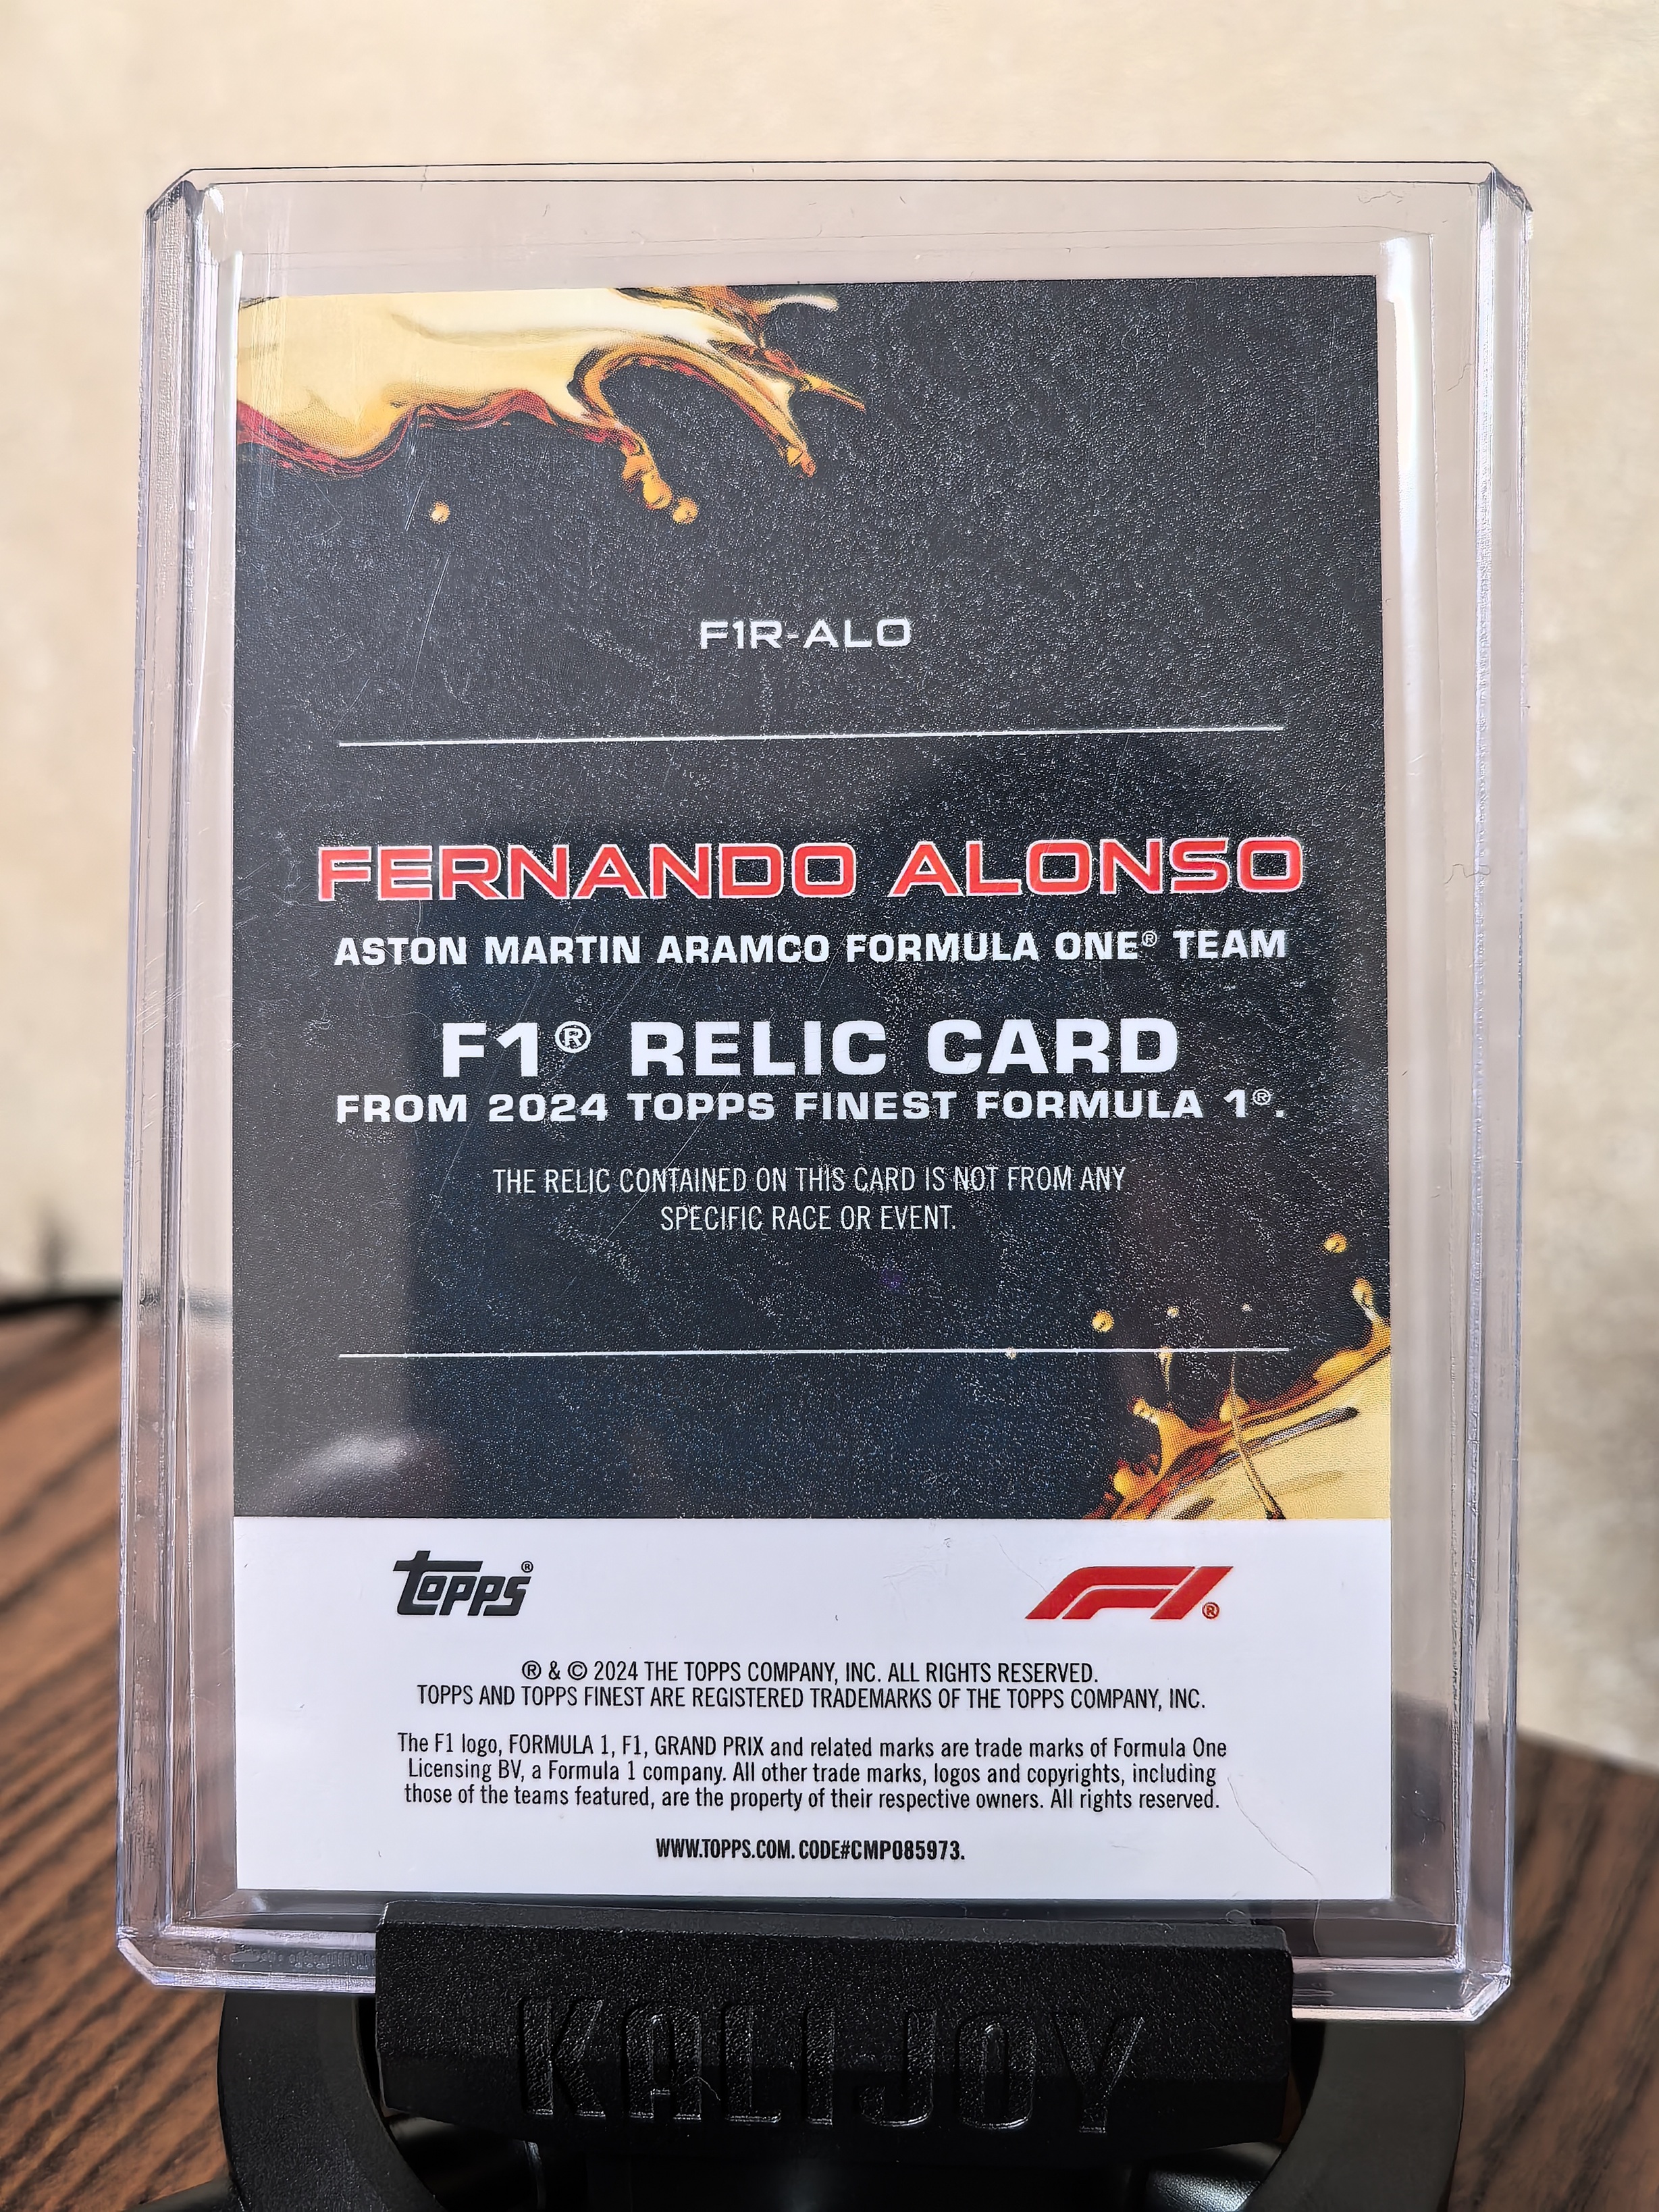 F1R-ALO
FERNANDO ALONSO
ASTON MARTIN ARAMCO FORMULA ONE® TEAM
F1® RELIC CARD
FROM 2024 TOPPS FINEST FORMULA 1®.
THE RELIC CONTAINED ON THIS CARD IS NOT FROM ANY
SPECIFIC RACE OR EVENT.
topps® F1®
® & © 2024 THE TOPPS COMPANY, INC. ALL RIGHTS RESERVED.
TOPPS AND TOPPS FINEST ARE REGISTERED TRADEMARKS OF THE TOPPS COMPANY, INC.
The F1 logo, FORMULA 1, F1, GRAND PRIX and related marks are trade marks of Formula One
Licensing BV, a Formula 1 company. All other trade marks, logos and copyrights, including
those of the teams featured, are the property of their respective owners. All rights reserved.
WWW.TOPPS.COM. CODE#CMP085973.
KALIJOY